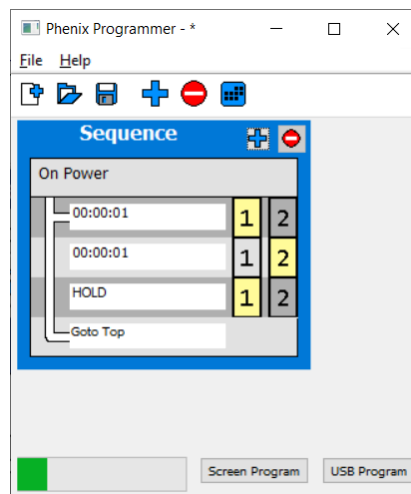 Phenix Programmer - *
File Help
Sequence
On Power
00:00:01 1 2
00:00:01 1 2
HOLD 1 2
Goto Top
Screen Program USB Program